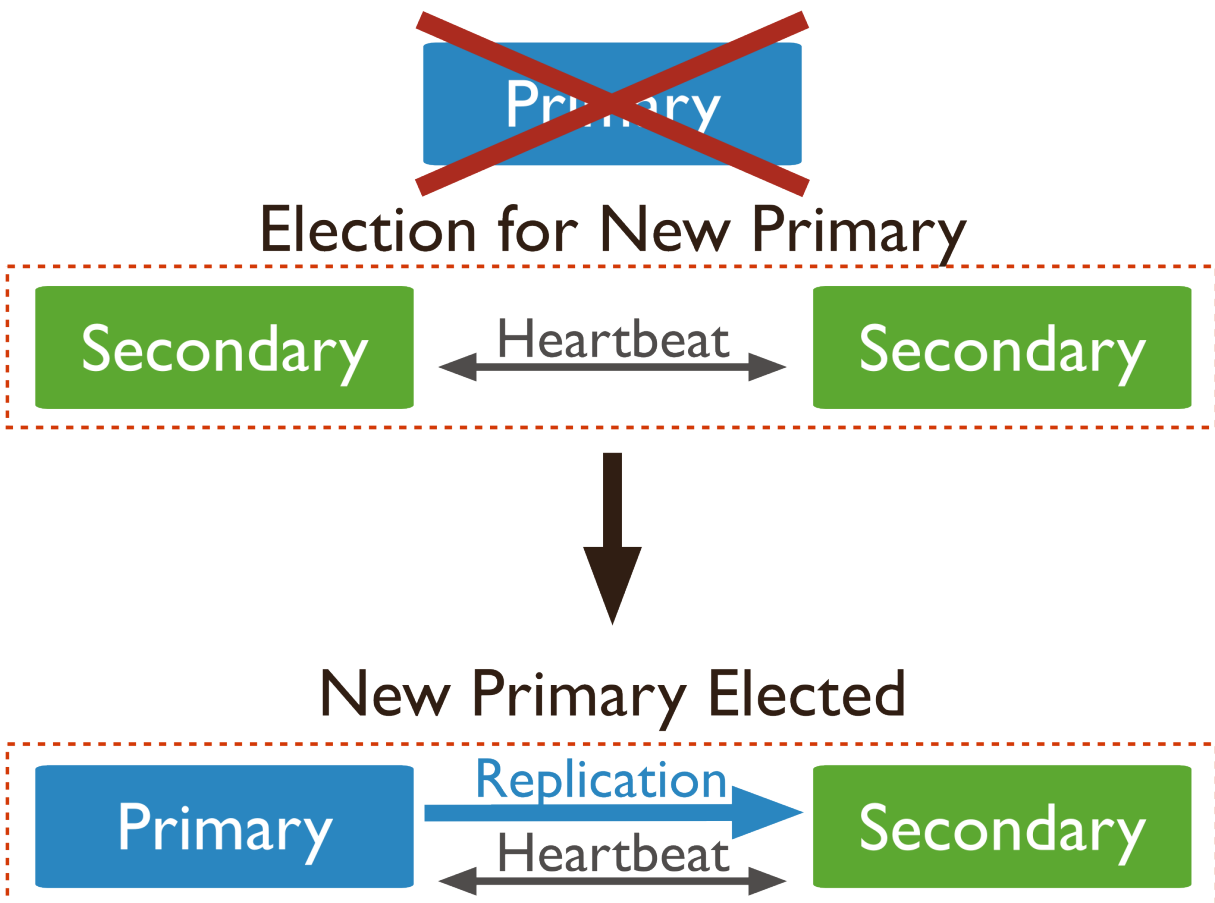 Primary
Election for New Primary
Secondary
Heartbeat
Secondary
New Primary Elected
Primary
Replication
Heartbeat
Secondary